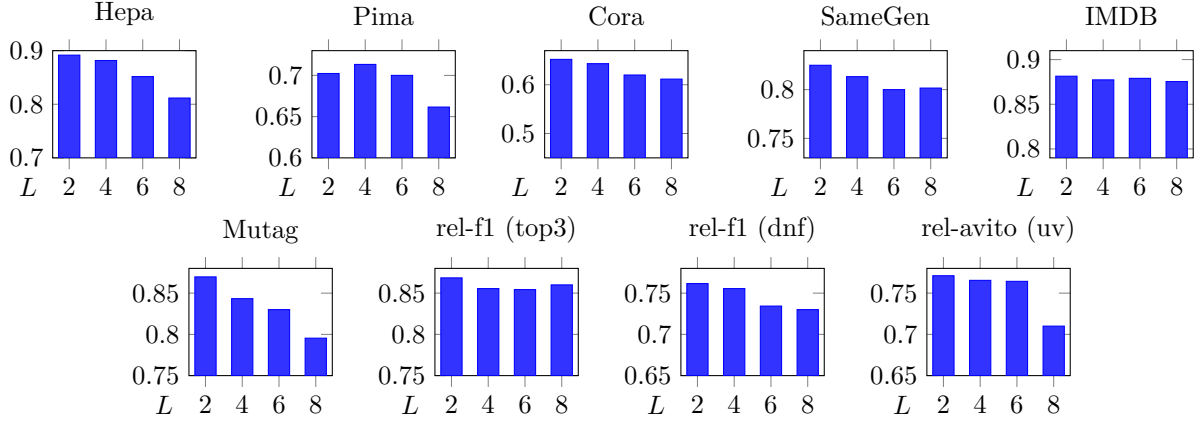 Hepa Pima Cora SameGen IMDB
0.9 0.8 0.7
L 2 4 6 8
0.7 0.65 0.6
2 4 6 8
0.6 0.5
2 4 6 8
0.8 0.75
2 4 6 8
0.9 0.85 0.8
L 2 4 6 8
Mutag rel-f1 (top3) rel-f1 (dnf) rel-avito (uv)
0.85 0.8 0.75
L 2 4 6 8
0.85 0.8 0.75
L 2 4 6 8
0.75 0.7 0.65
L 2 4 6 8
0.75 0.7 0.65
L 2 4 6 8